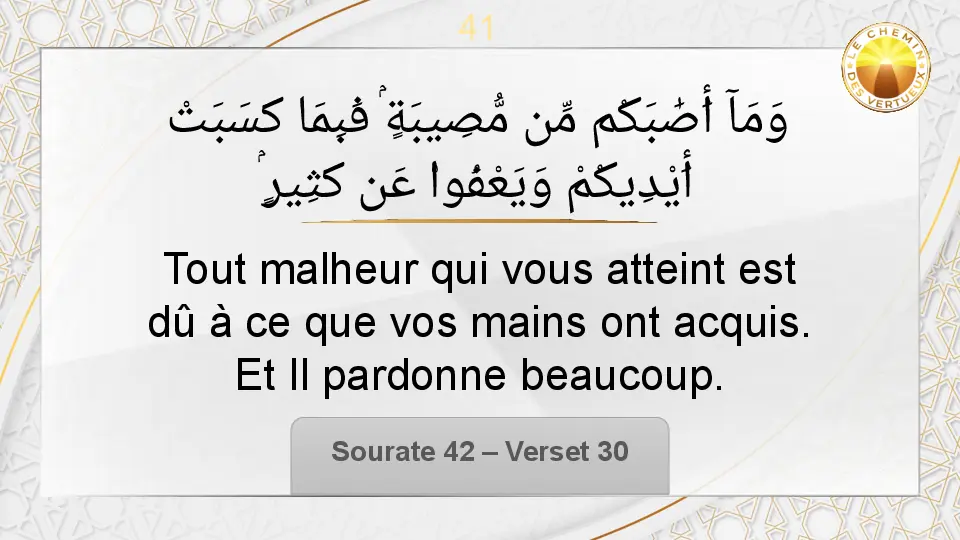 41
LE CHEMIN DES VERTUEUX
وَمَآ أَصَٰبَكُم مِّن مُّصِيبَةٍۢ فَبِمَا كَسَبَتْ
أَيْدِيكُمْ وَيَعْفُوا۟ عَن كَثِيرٍۢ
Tout malheur qui vous atteint est
dû à ce que vos mains ont acquis.
Et Il pardonne beaucoup.
Sourate 42 – Verset 30